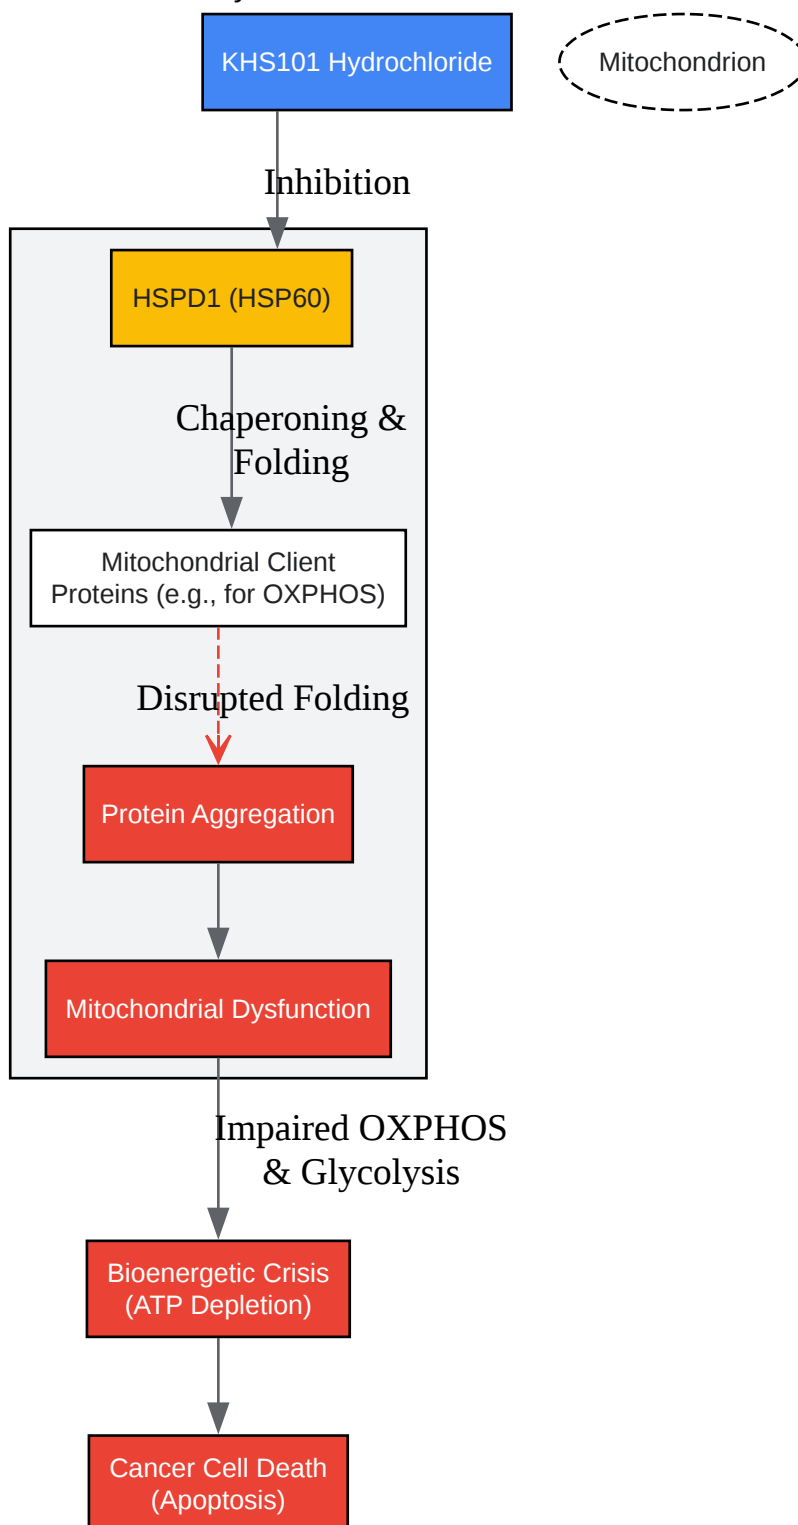 KHS101 Hydrochloride
Mitochondrion
Inhibition
HSPD1 (HSP60)
Chaperoning &
Folding
Mitochondrial Client
Proteins (e.g., for OXPHOS)
Disrupted Folding
Protein Aggregation
Mitochondrial Dysfunction
Impaired OXPHOS
& Glycolysis
Bioenergetic Crisis
(ATP Depletion)
Cancer Cell Death
(Apoptosis)